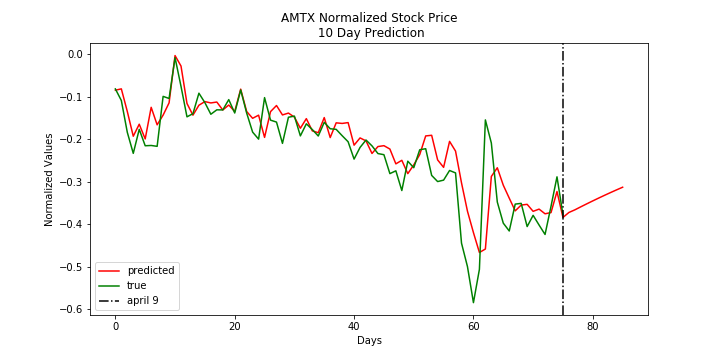 AMTX Normalized Stock Price
10 Day Prediction
0.0
−0.1
−0.2
−0.3
−0.4
−0.5
−0.6
Normalized Values
predicted
true
april 9
0 20 40 60 80
Days